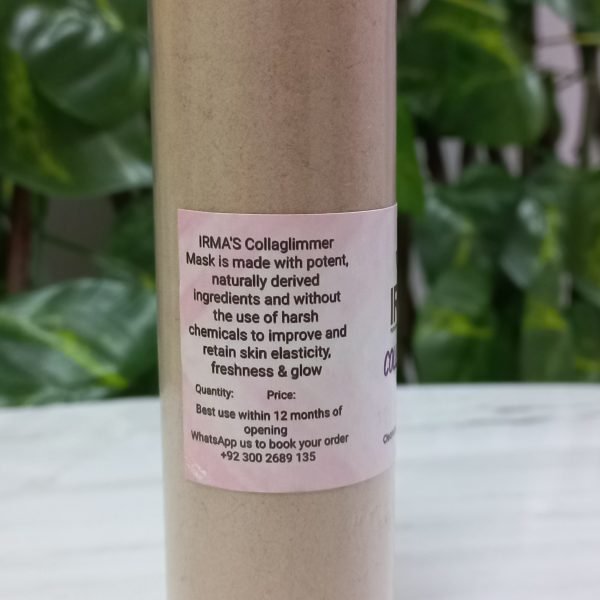 IRMA'S Collaglimmer
Mask is made with potent,
naturally derived
ingredients and without
the use of harsh
chemicals to improve and
retain skin elasticity,
freshness & glow
Quantity: Price:
Best use within 12 months of
opening
WhatsApp us to book your order
+92 300 2689 135